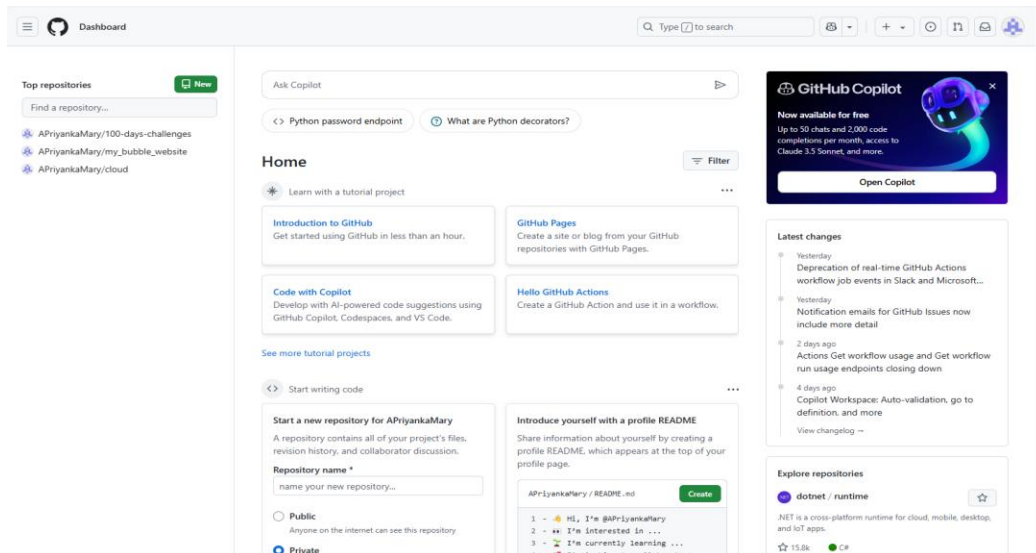 Dashboard
Type / to search
Top repositories
New
Find a repository...
APriyankaMary/100-days-challenges
APriyankaMary/my_bubble_website
APriyankaMary/cloud
Ask Copilot
Python password endpoint
What are Python decorators?
Home
Filter
Learn with a tutorial project
Introduction to GitHub
Get started using GitHub in less than an hour.
GitHub Pages
Create a site or blog from your GitHub
repositories with GitHub Pages.
Code with Copilot
Develop with AI-powered code suggestions using
GitHub Copilot, Codespaces, and VS Code.
Hello GitHub Actions
Create a GitHub Action and use it in a workflow.
See more tutorial projects
Start writing code
Start a new repository for APriyankaMary
A repository contains all of your project's files,
revision history, and collaborator discussion.
Repository name *
name your new repository...
Public
Anyone on the internet can see this repository
Private
Introduce yourself with a profile README
Share information about yourself by creating a
profile README, which appears at the top of your
profile page.
APriyankaMary / README.md
Create
1 - 👋 Hi, I'm @APriyankaMary
2 - 👀 I'm interested in ...
3 - 🌱 I'm currently learning ...
GitHub Copilot
Now available for free
Up to 50 chats and 2,000 code
completions per month, access to
Claude 3.5 Sonnet, and more.
Open Copilot
Latest changes
Yesterday
Deprecation of real-time GitHub Actions
workflow job events in Slack and Microsoft...
Yesterday
Notification emails for GitHub Issues now
include more detail
2 days ago
Actions Get workflow usage and Get workflow
run usage endpoints closing down
4 days ago
Copilot Workspace: Auto-validation, go to
definition, and more
View changelog →
Explore repositories
dotnet / runtime
.NET is a cross-platform runtime for cloud, mobile, desktop,
and IoT apps.
15.8k
C#